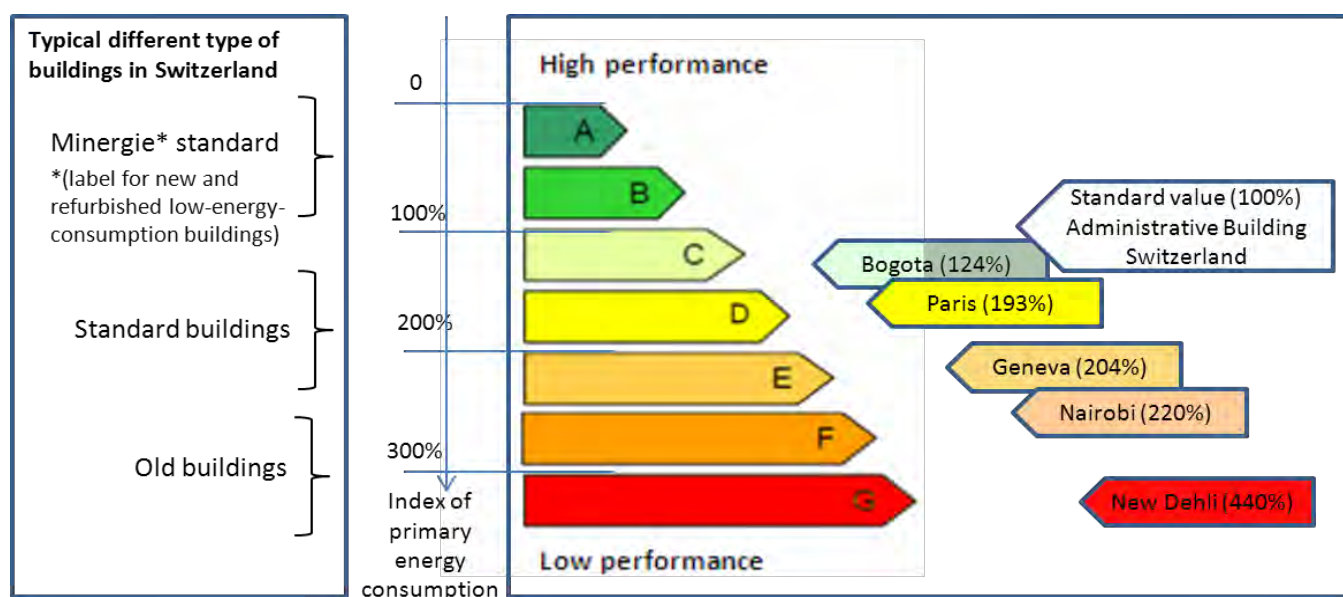 Typical different type of
buildings in Switzerland
Minergie* standard
*(label for new and
refurbished low-energy-
consumption buildings)
Standard buildings
Old buildings
0
100%
200%
300%
Index of
primary
energy
consumption
High performance
A
B
C
D
E
F
G
Low performance
Standard value (100%)
Administrative Building
Switzerland
Bogota (124%)
Paris (193%)
Geneva (204%)
Nairobi (220%)
New Dehli (440%)